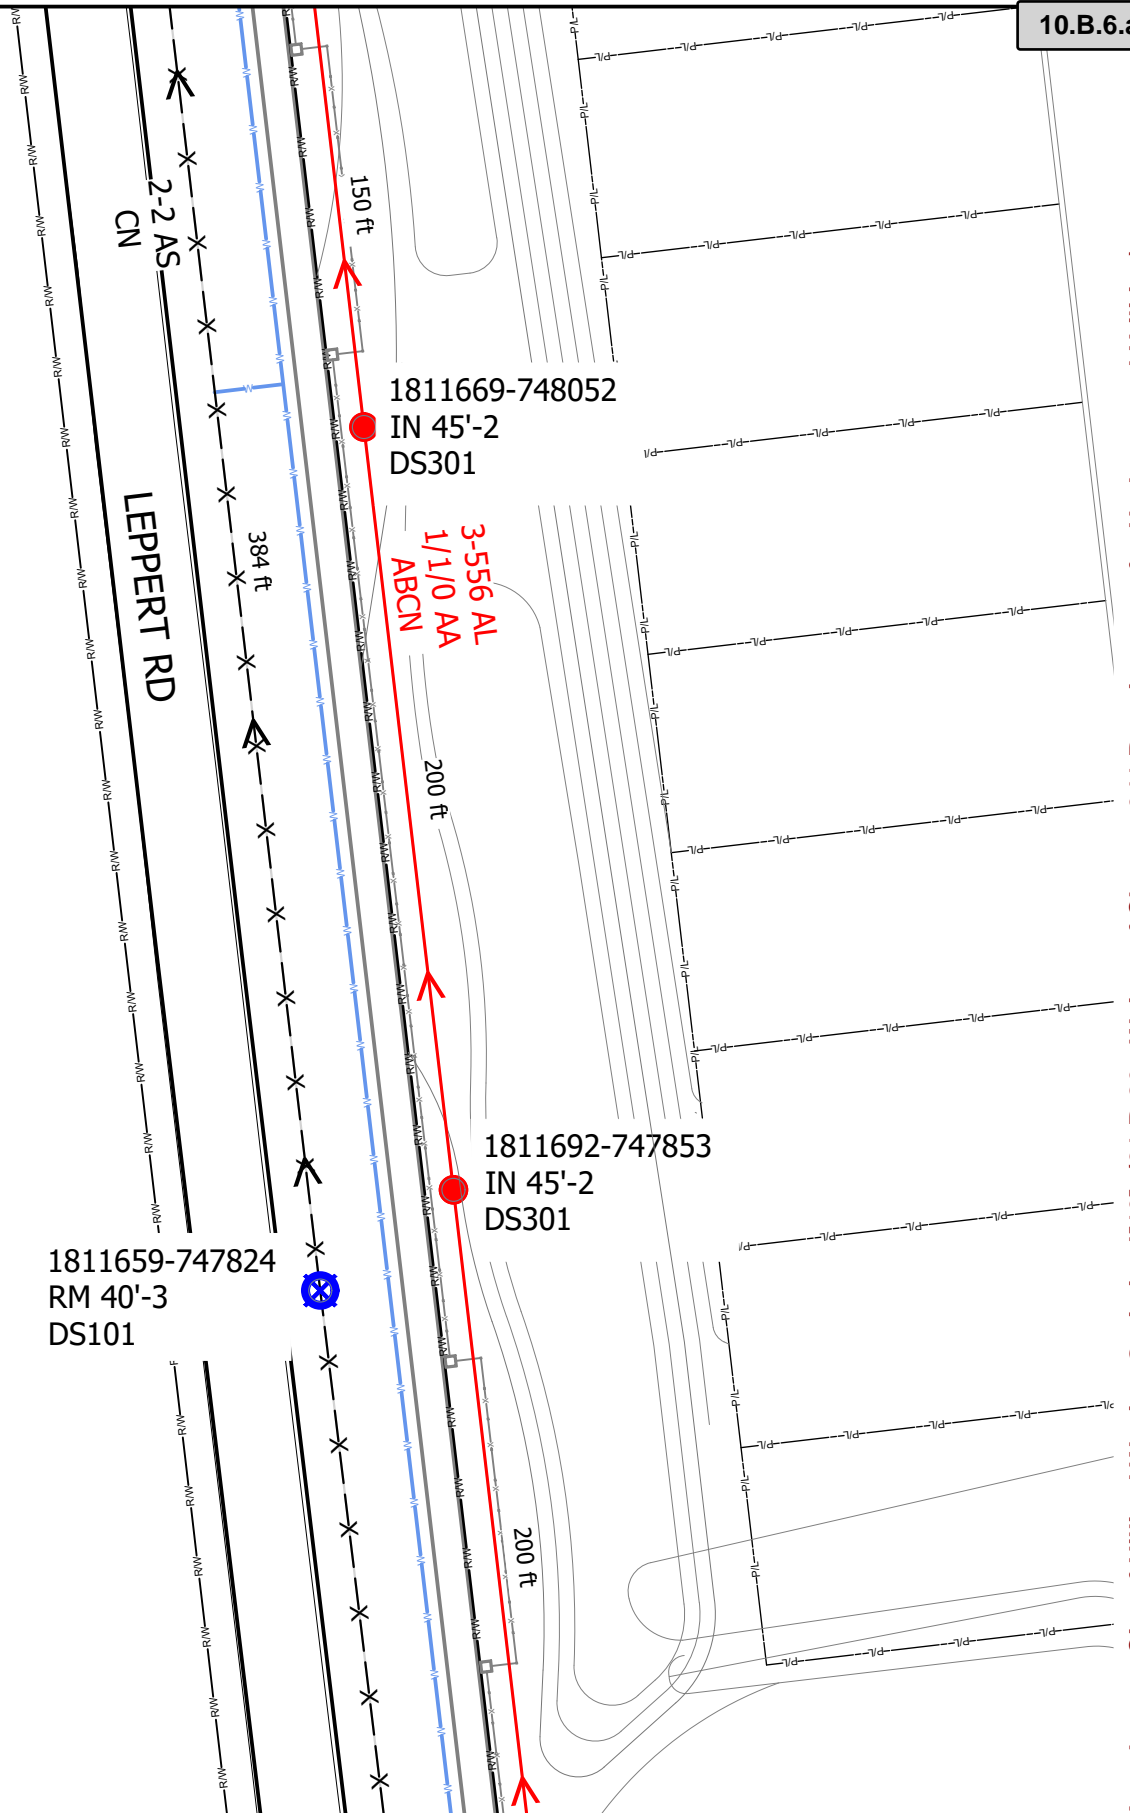 10.B.6.a
2-2 AS
CN
150 ft
1811669-748052
IN 45'-2
DS301
LEPPERT RD
384 ft
3-556 AL
1/1/0 AA
ABCN
200 ft
1811692-747853
IN 45'-2
DS301
1811659-747824
RM 40'-3
DS101
200 ft
R/W
P/L
W